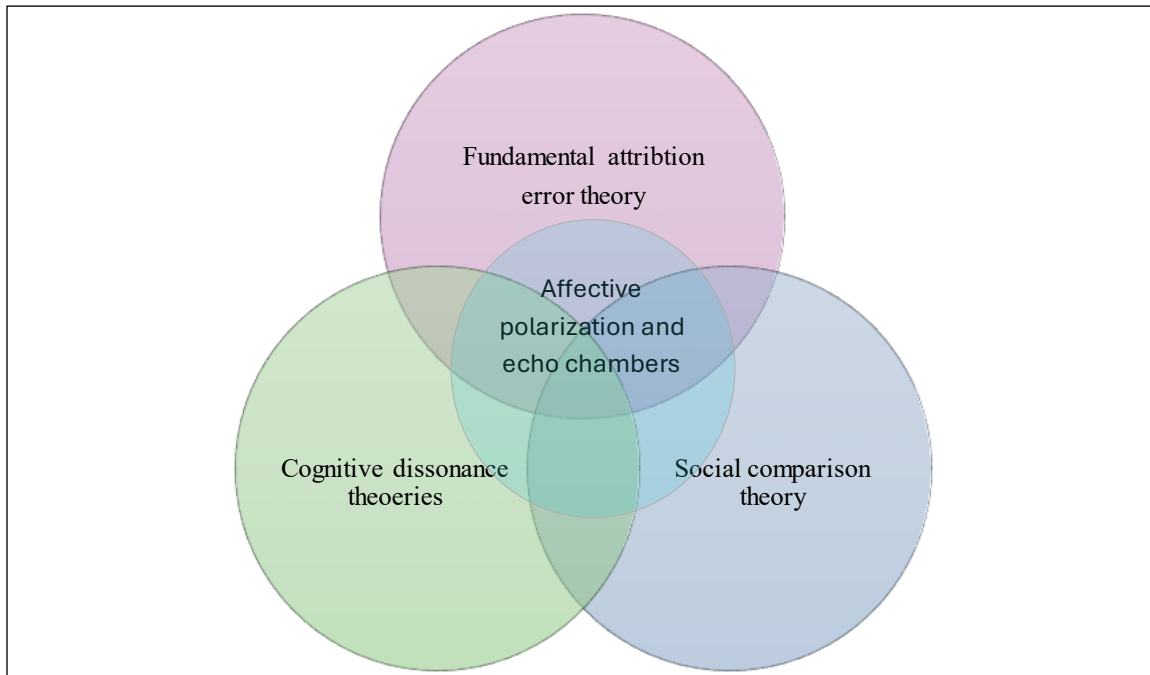 Fundamental attribtion
error theory
Affective
polarization and
echo chambers
Cognitive dissonance
theoeries
Social comparison
theory